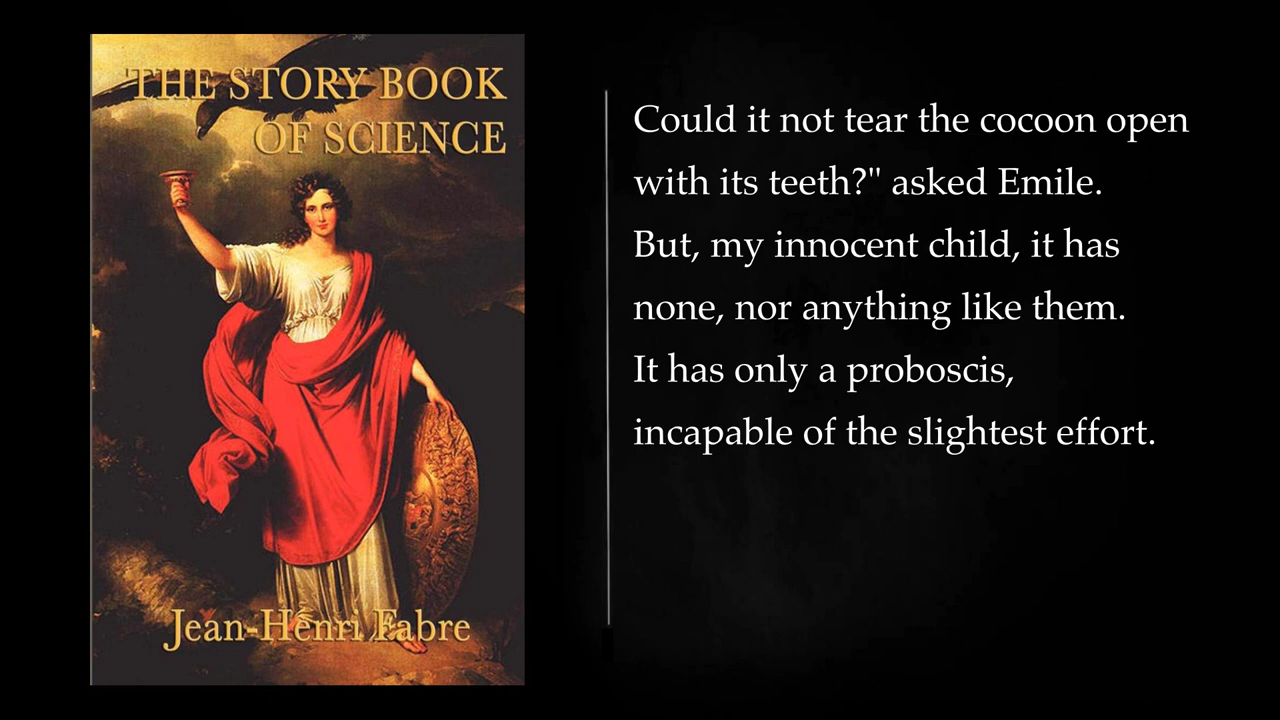 THE STORY BOOK
OF SCIENCE
Jean-Henri Fabre
Could it not tear the cocoon open
with its teeth?" asked Emile.
But, my innocent child, it has
none, nor anything like them.
It has only a proboscis,
incapable of the slightest effort.